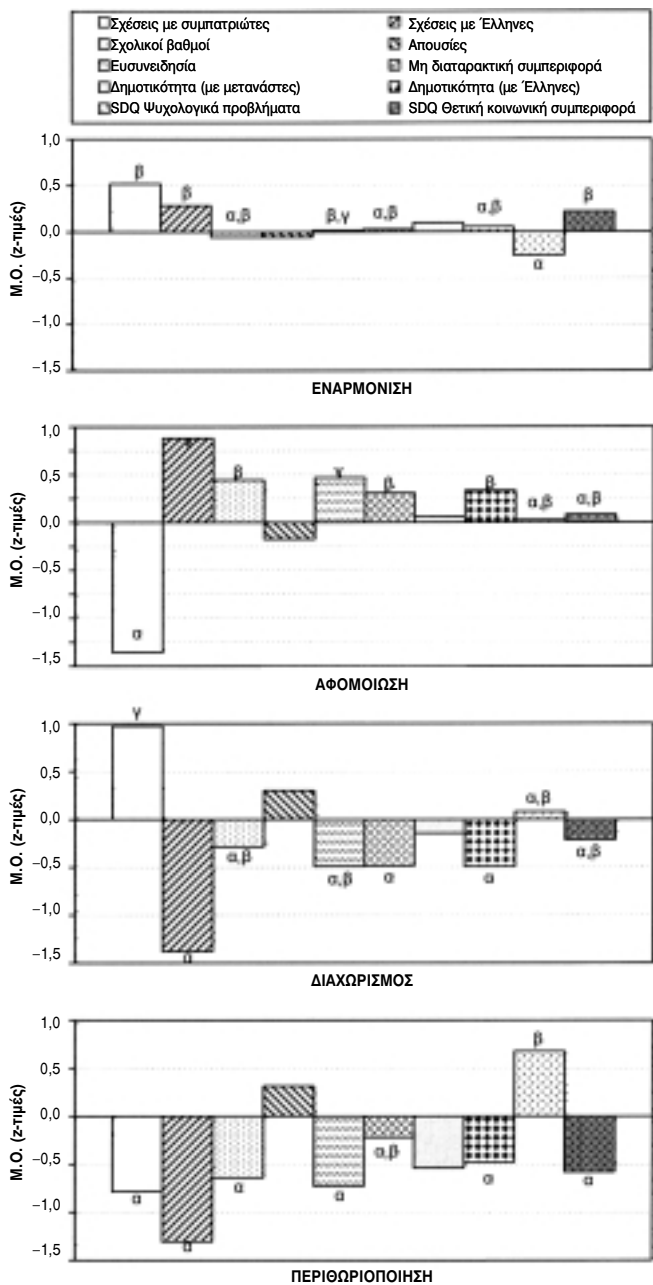 Σχέσεις με συμπατριώτες
Σχολικοί βαθμοί
Ευσυνειδησία
Δημοτικότητα (με μετανάστες)
SDQ Ψυχολογικά προβλήματα
Σχέσεις με Έλληνες
Απουσίες
Μη διαταρακτική συμπεριφορά
Δημοτικότητα (με Έλληνες)
SDQ Θετική κοινωνική συμπεριφορά
Μ.Ο. (z-τιμές)
1,0
0,5
0,0
−0,5
−1,0
−1,5
β
β
α,β
β,γ
α,β
α,β
α
β
ΕΝΑΡΜΟΝΙΣΗ
Μ.Ο. (z-τιμές)
1,0
0,5
0,0
−0,5
−1,0
−1,5
α
β
γ
β
β
α,β
α,β
ΑΦΟΜΟΙΩΣΗ
Μ.Ο. (z-τιμές)
1,0
0,5
0,0
−0,5
−1,0
−1,5
γ
α
α,β
α,β
α
α
α,β
α,β
ΔΙΑΧΩΡΙΣΜΟΣ
Μ.Ο. (z-τιμές)
1,0
0,5
0,0
−0,5
−1,0
−1,5
α
α
α
α
α,β
α
β
α
ΠΕΡΙΘΩΡΙΟΠΟΙΗΣΗ